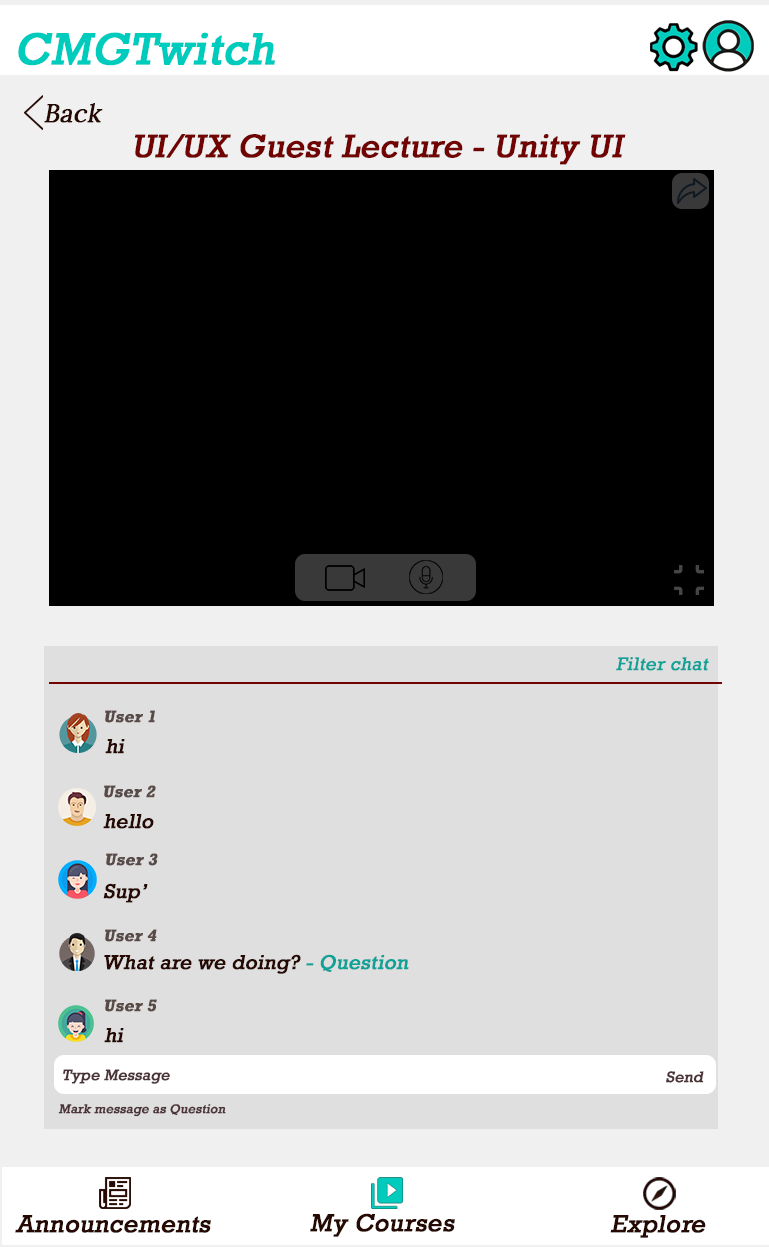 CMGTwitch
Back
UI/UX Guest Lecture - Unity UI
Filter chat
User 1
hi
User 2
hello
User 3
Sup’
User 4
What are we doing? - Question
User 5
hi
Type Message Send
Mark message as Question
Announcements My Courses Explore